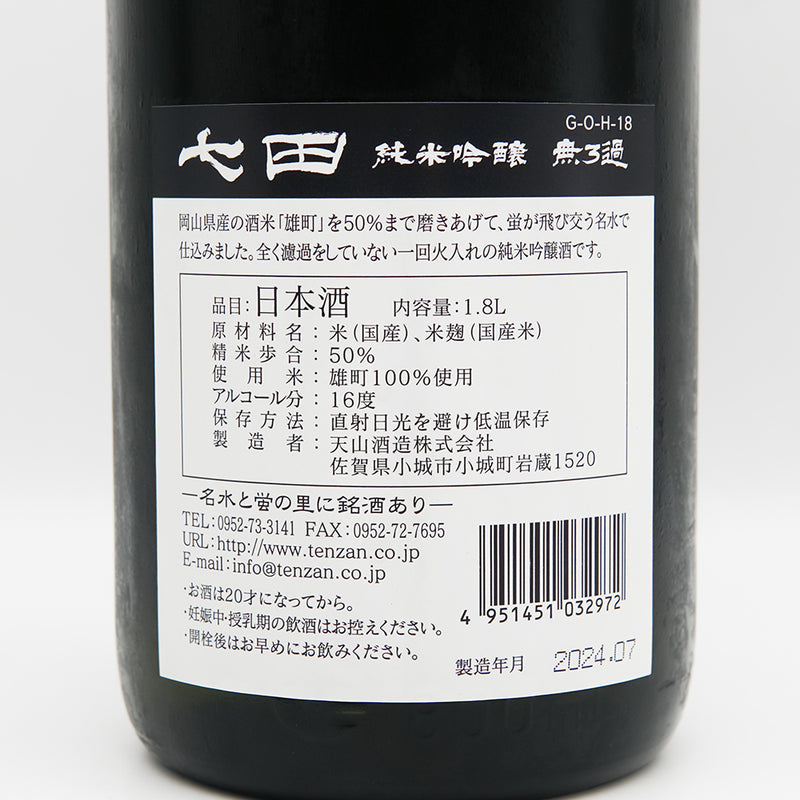 G-O-H-18
七田 純米吟醸 無ろ過
岡山県産の酒米「雄町」を50%まで磨きあげて、蛍が飛び交う名水で
仕込みました。全く濾過をしていない一回火入れの純米吟醸酒です。
品目：日本酒 内容量：1.8L
原材料名：米（国産）、米麹（国産米）
精米歩合：50%
使用米：雄町100%使用
アルコール分：16度
保存方法：直射日光を避け低温保存
製造者：天山酒造株式会社
佐賀県小城市小城町岩蔵1520
―名水と蛍の里に銘酒あり―
TEL：0952-73-3141 FAX：0952-72-7695
URL：http://www.tenzan.co.jp
E-mail：info@tenzan.co.jp
・お酒は20才になってから。
・妊娠中・授乳期の飲酒はお控えください。
・開栓後はお早めにお飲みください。
4 951451 032972
製造年月 2024.07